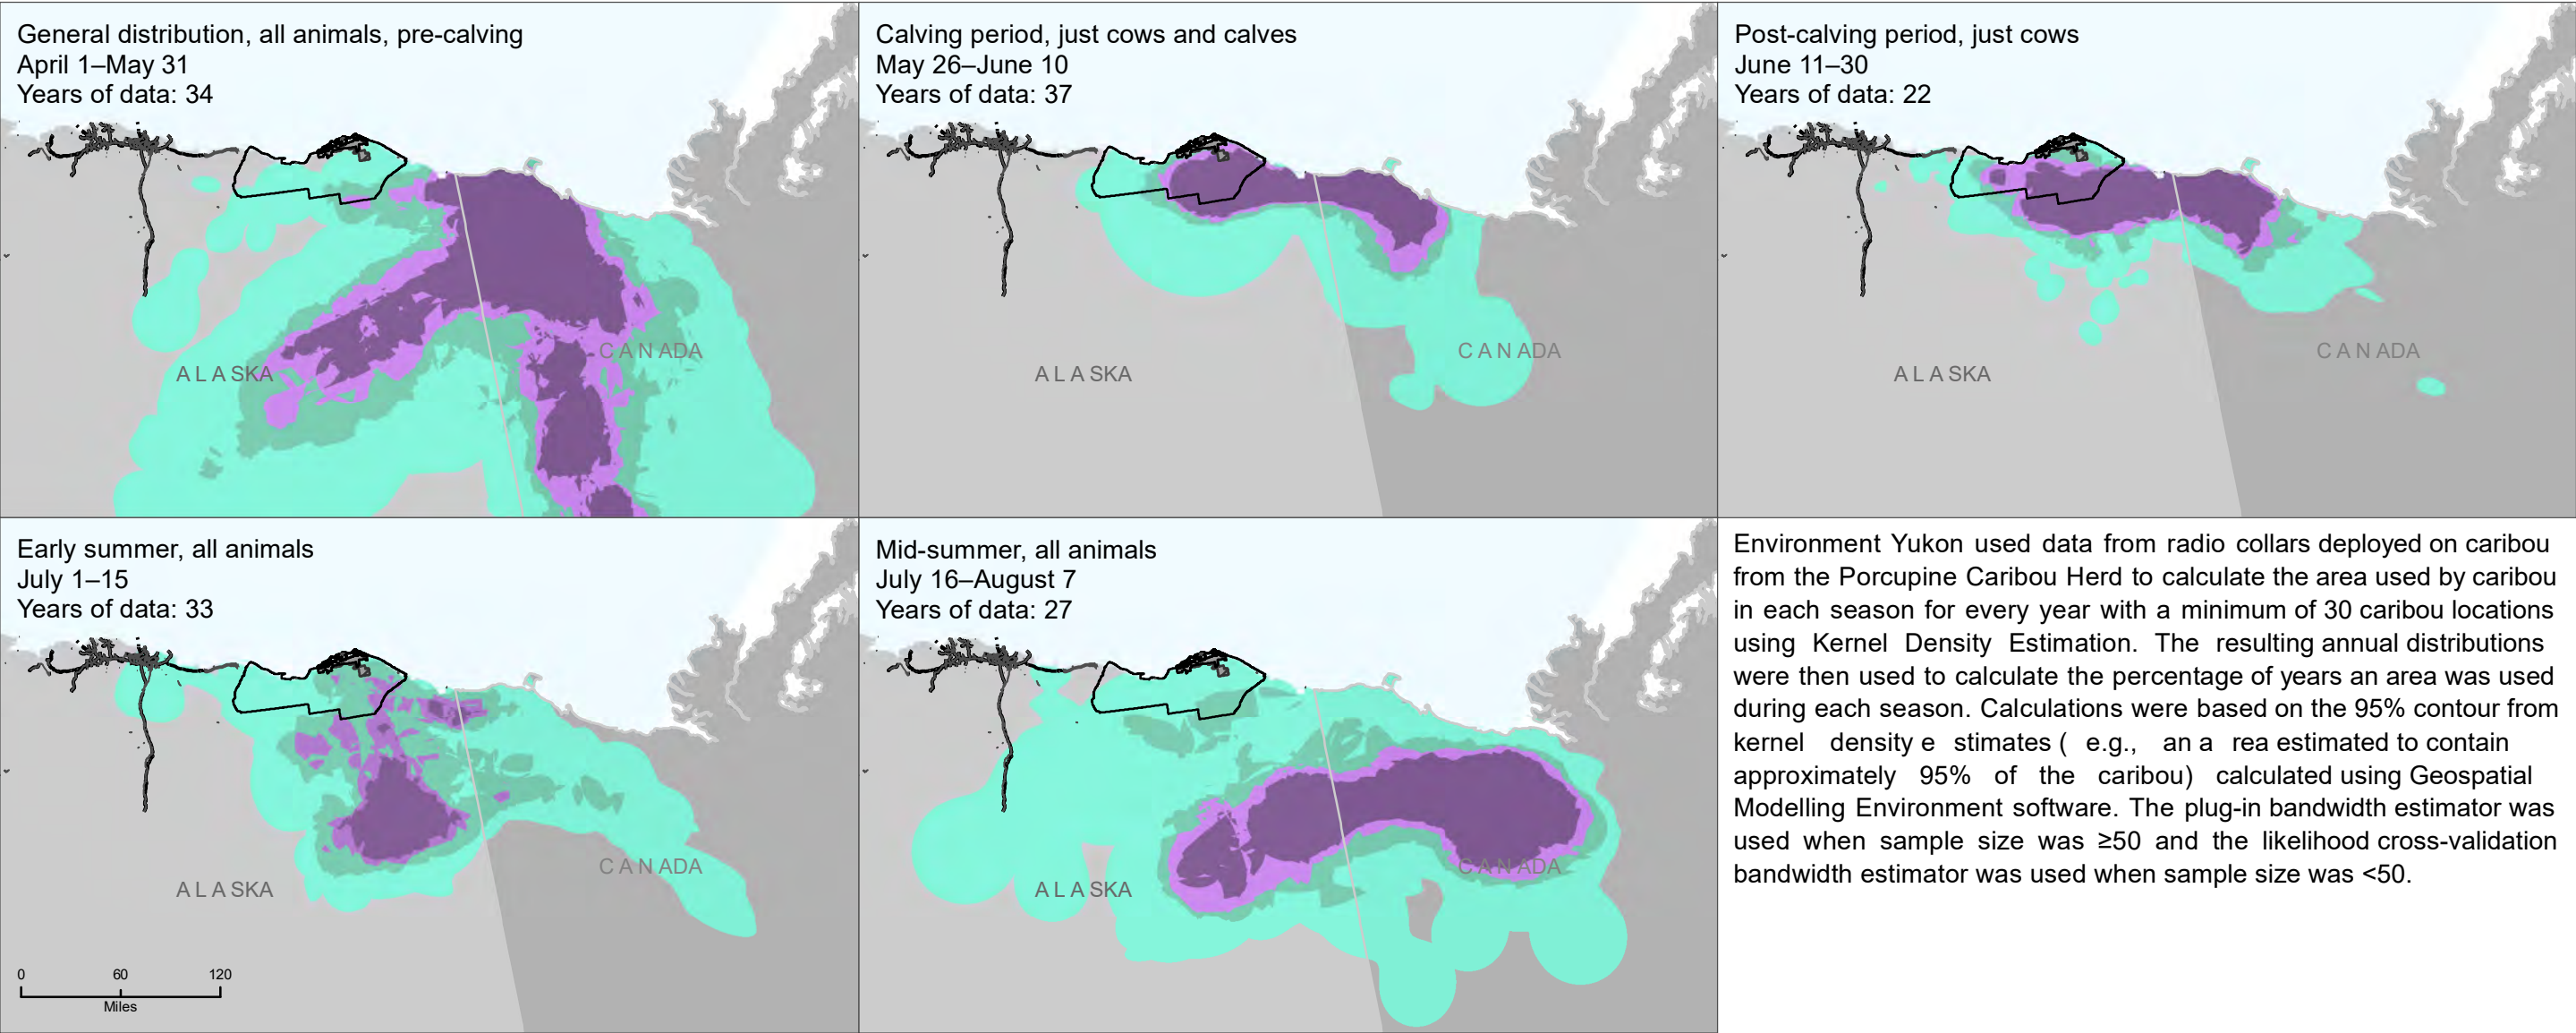 General distribution, all animals, pre-calving
April 1–May 31
Years of data: 34
ALASKA
CANADA
Calving period, just cows and calves
May 26–June 10
Years of data: 37
ALASKA
CANADA
Post-calving period, just cows
June 11–30
Years of data: 22
ALASKA
CANADA
Early summer, all animals
July 1–15
Years of data: 33
ALASKA
CANADA
0 60 120
Miles
Mid-summer, all animals
July 16–August 7
Years of data: 27
ALASKA
CANADA
Environment Yukon used data from radio collars deployed on caribou
from the Porcupine Caribou Herd to calculate the area used by caribou
in each season for every year with a minimum of 30 caribou locations
using Kernel Density Estimation. The resulting annual distributions
were then used to calculate the percentage of years an area was used
during each season. Calculations were based on the 95% contour from
kernel density e stimates ( e.g., an a rea estimated to contain
approximately 95% of the caribou) calculated using Geospatial
Modelling Environment software. The plug-in bandwidth estimator was
used when sample size was ≥50 and the likelihood cross-validation
bandwidth estimator was used when sample size was <50.